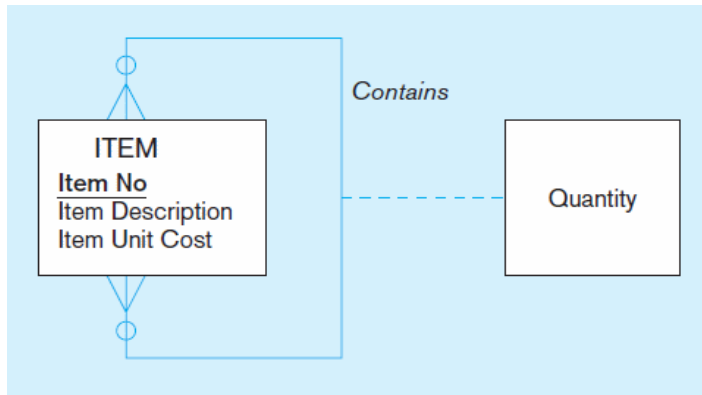 Contains
ITEM
Item No
Item Description
Item Unit Cost
Quantity